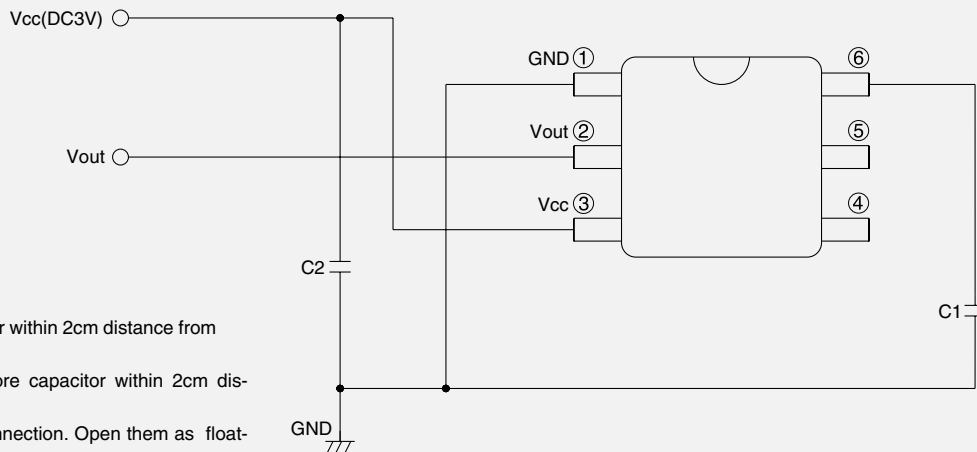 Vcc(DC3V)
GND ①
⑥
Vout ②
⑤
Vout
Vcc ③
④
C2
C1
within 2cm distance from
ore capacitor within 2cm dis-
nnection. Open them as float-
GND